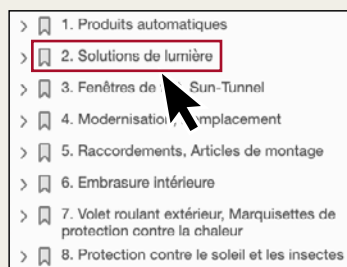 1. Produits automatiques
2. Solutions de lumière
3. Fenêtres de Sun-Tunnel
4. Modernisation,
5. Raccordements, Articles de montage
6. Embrasure intérieure
7. Volet roulant extérieur, Marquisettes de
protection contre la chaleur
8. Protection contre le soleil et les insectes